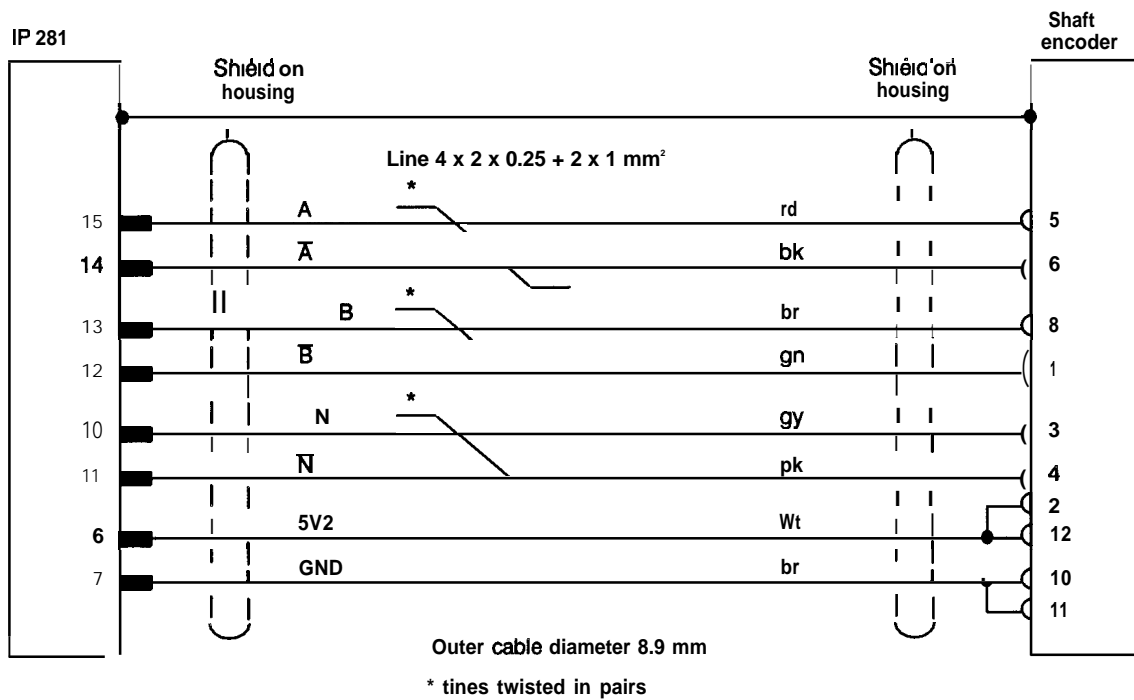 IP 281
Shaft
encoder
Shield on
housing
Shield on
housing
Line 4 x 2 x 0.25 + 2 x 1 mm²
*
15 A rd 5
14 A̅ bk 6
*
13 B br 8
12 B̅ gn 1
*
10 N gy 3
11 N̅ pk 4
2
6 5V2 Wt 12
7 GND br 10
11
Outer cable diameter 8.9 mm
* tines twisted in pairs